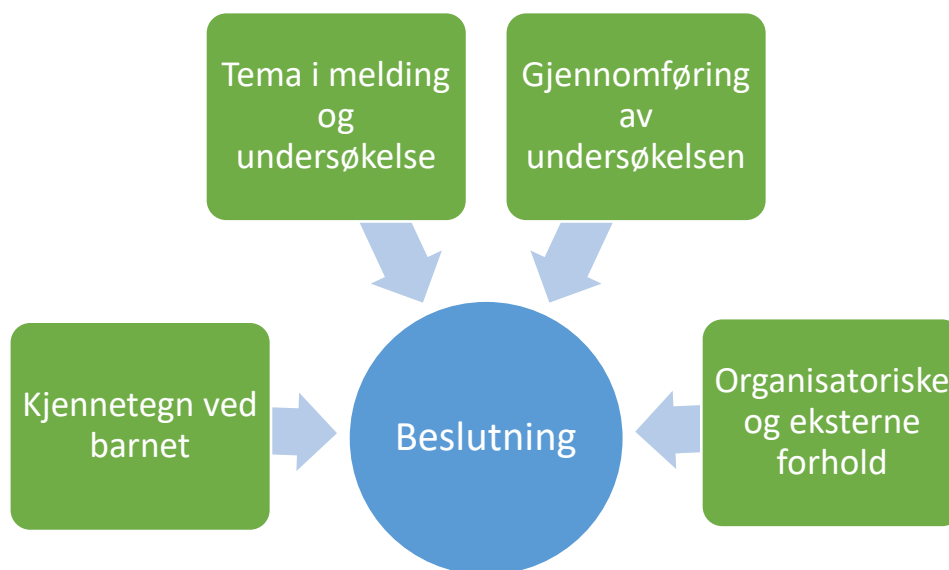 Tema i melding
og
undersøkelse
Gjennomføring
av
undersøkelsen
Kjennetegn ved
barnet
Beslutning
Organisatoriske
og eksterne
forhold